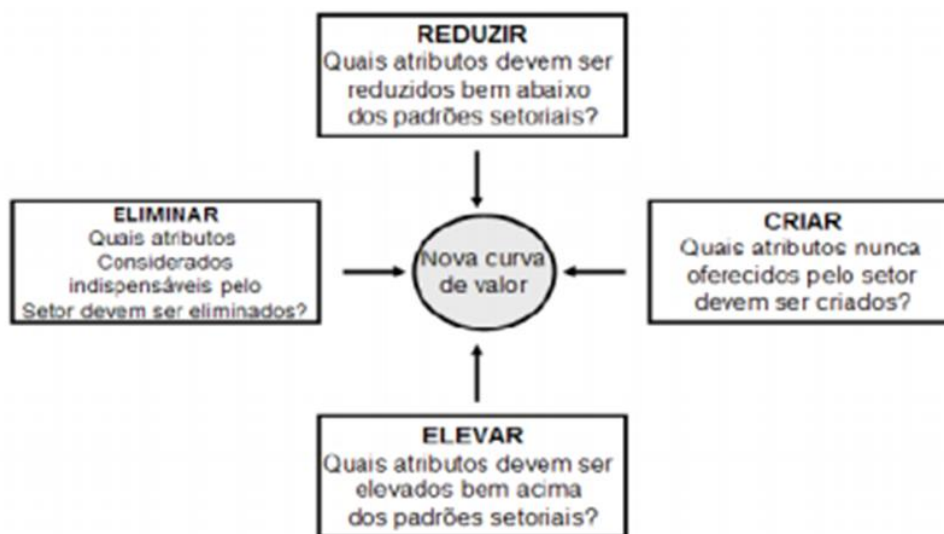 REDUZIR
Quais atributos devem ser
reduzidos bem abaixo
dos padrões setoriais?
ELIMINAR
Quais atributos
Considerados
indispensáveis pelo
Setor devem ser eliminados?
Nova curva
de valor
CRIAR
Quais atributos nunca
oferecidos pelo setor
devem ser criados?
ELEVAR
Quais atributos devem ser
elevados bem acima
dos padrões setoriais?